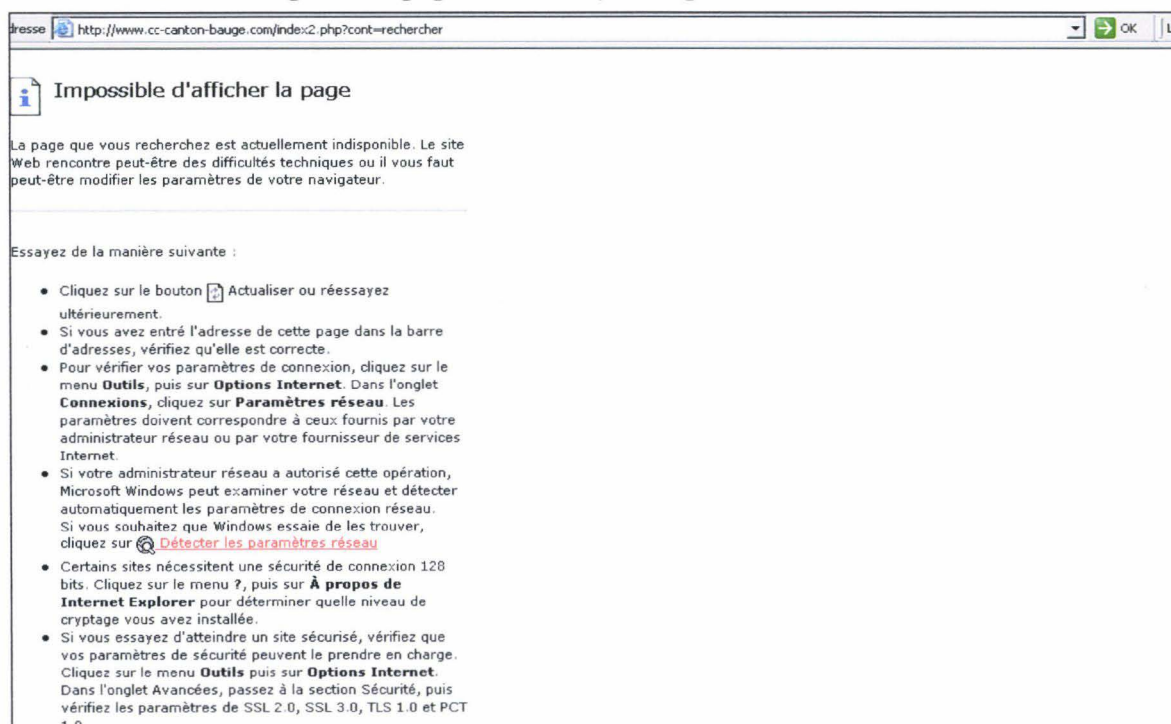 dresse http://www.cc-canton-bauge.com/index2.php?cont=rechercher OK L
Impossible d'afficher la page
La page que vous recherchez est actuellement indisponible. Le site
Web rencontre peut-être des difficultés techniques ou il vous faut
peut-être modifier les paramètres de votre navigateur.
Essayez de la manière suivante :
• Cliquez sur le bouton Actualiser ou réessayez
ultérieurement.
• Si vous avez entré l'adresse de cette page dans la barre
d'adresses, vérifiez qu'elle est correcte.
• Pour vérifier vos paramètres de connexion, cliquez sur le
menu Outils, puis sur Options Internet. Dans l'onglet
Connexions, cliquez sur Paramètres réseau. Les
paramètres doivent correspondre à ceux fournis par votre
administrateur réseau ou par votre fournisseur de services
Internet.
• Si votre administrateur réseau a autorisé cette opération,
Microsoft Windows peut examiner votre réseau et détecter
automatiquement les paramètres de connexion réseau.
Si vous souhaitez que Windows essaie de les trouver,
cliquez sur Détecter les paramètres réseau
• Certains sites nécessitent une sécurité de connexion 128
bits. Cliquez sur le menu ?, puis sur À propos de
Internet Explorer pour déterminer quelle niveau de
cryptage vous avez installée.
• Si vous essayez d'atteindre un site sécurisé, vérifiez que
vos paramètres de sécurité peuvent le prendre en charge.
Cliquez sur le menu Outils puis sur Options Internet.
Dans l'onglet Avancées, passez à la section Sécurité, puis
vérifiez les paramètres de SSL 2.0, SSL 3.0, TLS 1.0 et PCT